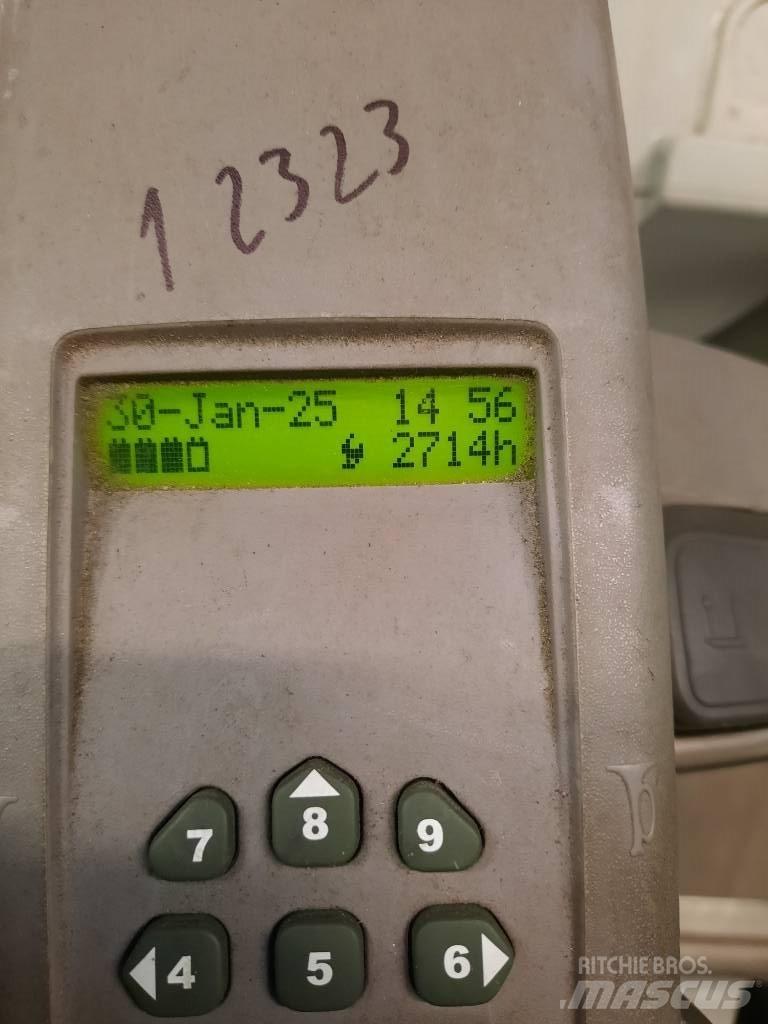 12323
30-Jan-25 14 56
2714h
7 8 9
4 5 6
RITCHIE BROS.
.MASCUS